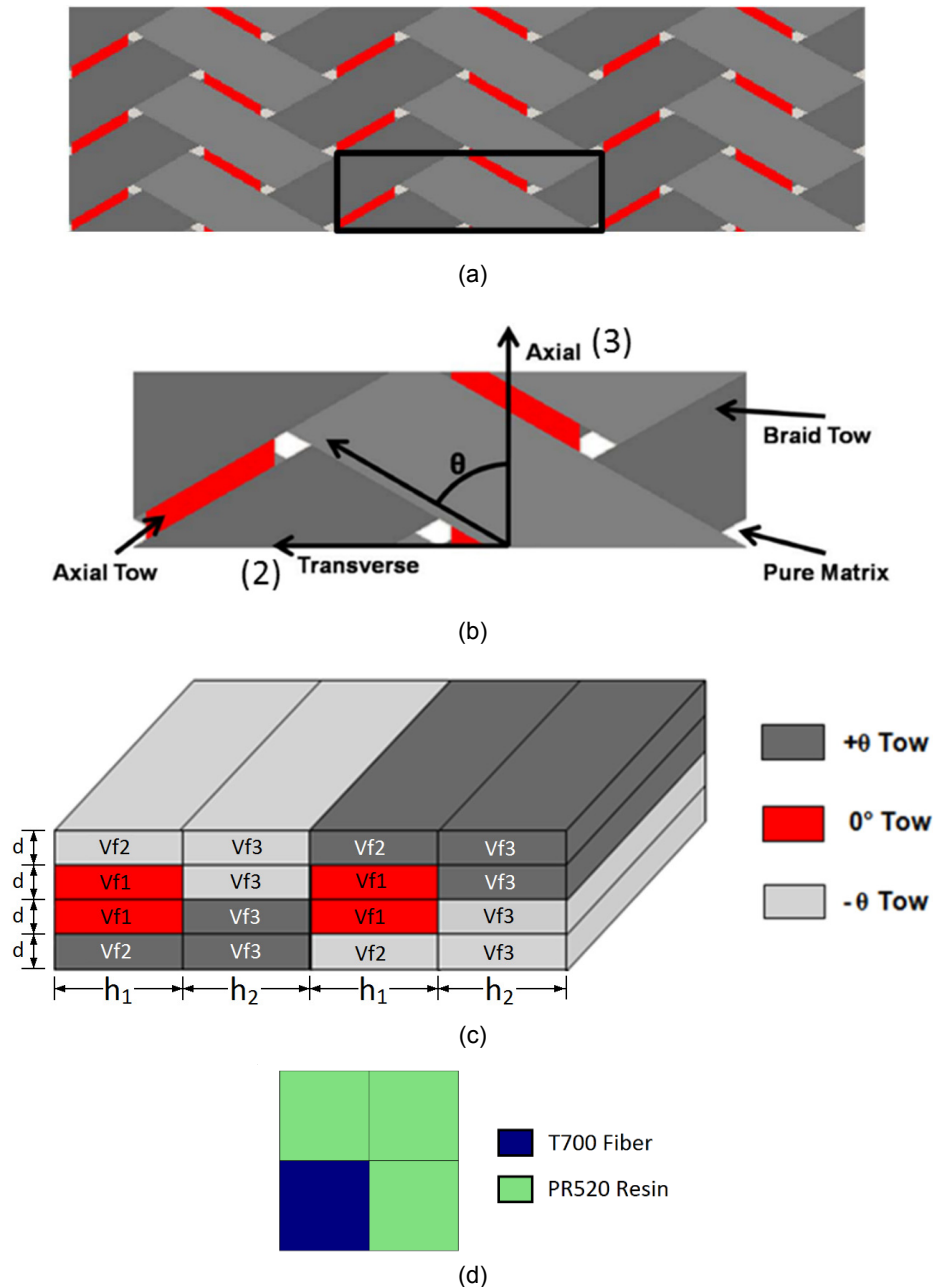 (a)
Axial (3)
Braid Tow
θ
Axial Tow
(2) Transverse
Pure Matrix
(b)
d Vf2 Vf3 Vf2 Vf3
d Vf1 Vf3 Vf1 Vf3
d Vf1 Vf3 Vf1 Vf3
d Vf2 Vf3 Vf2 Vf3
h₁ h₂ h₁ h₂
+θ Tow
0° Tow
-θ Tow
(c)
T700 Fiber
PR520 Resin
(d)